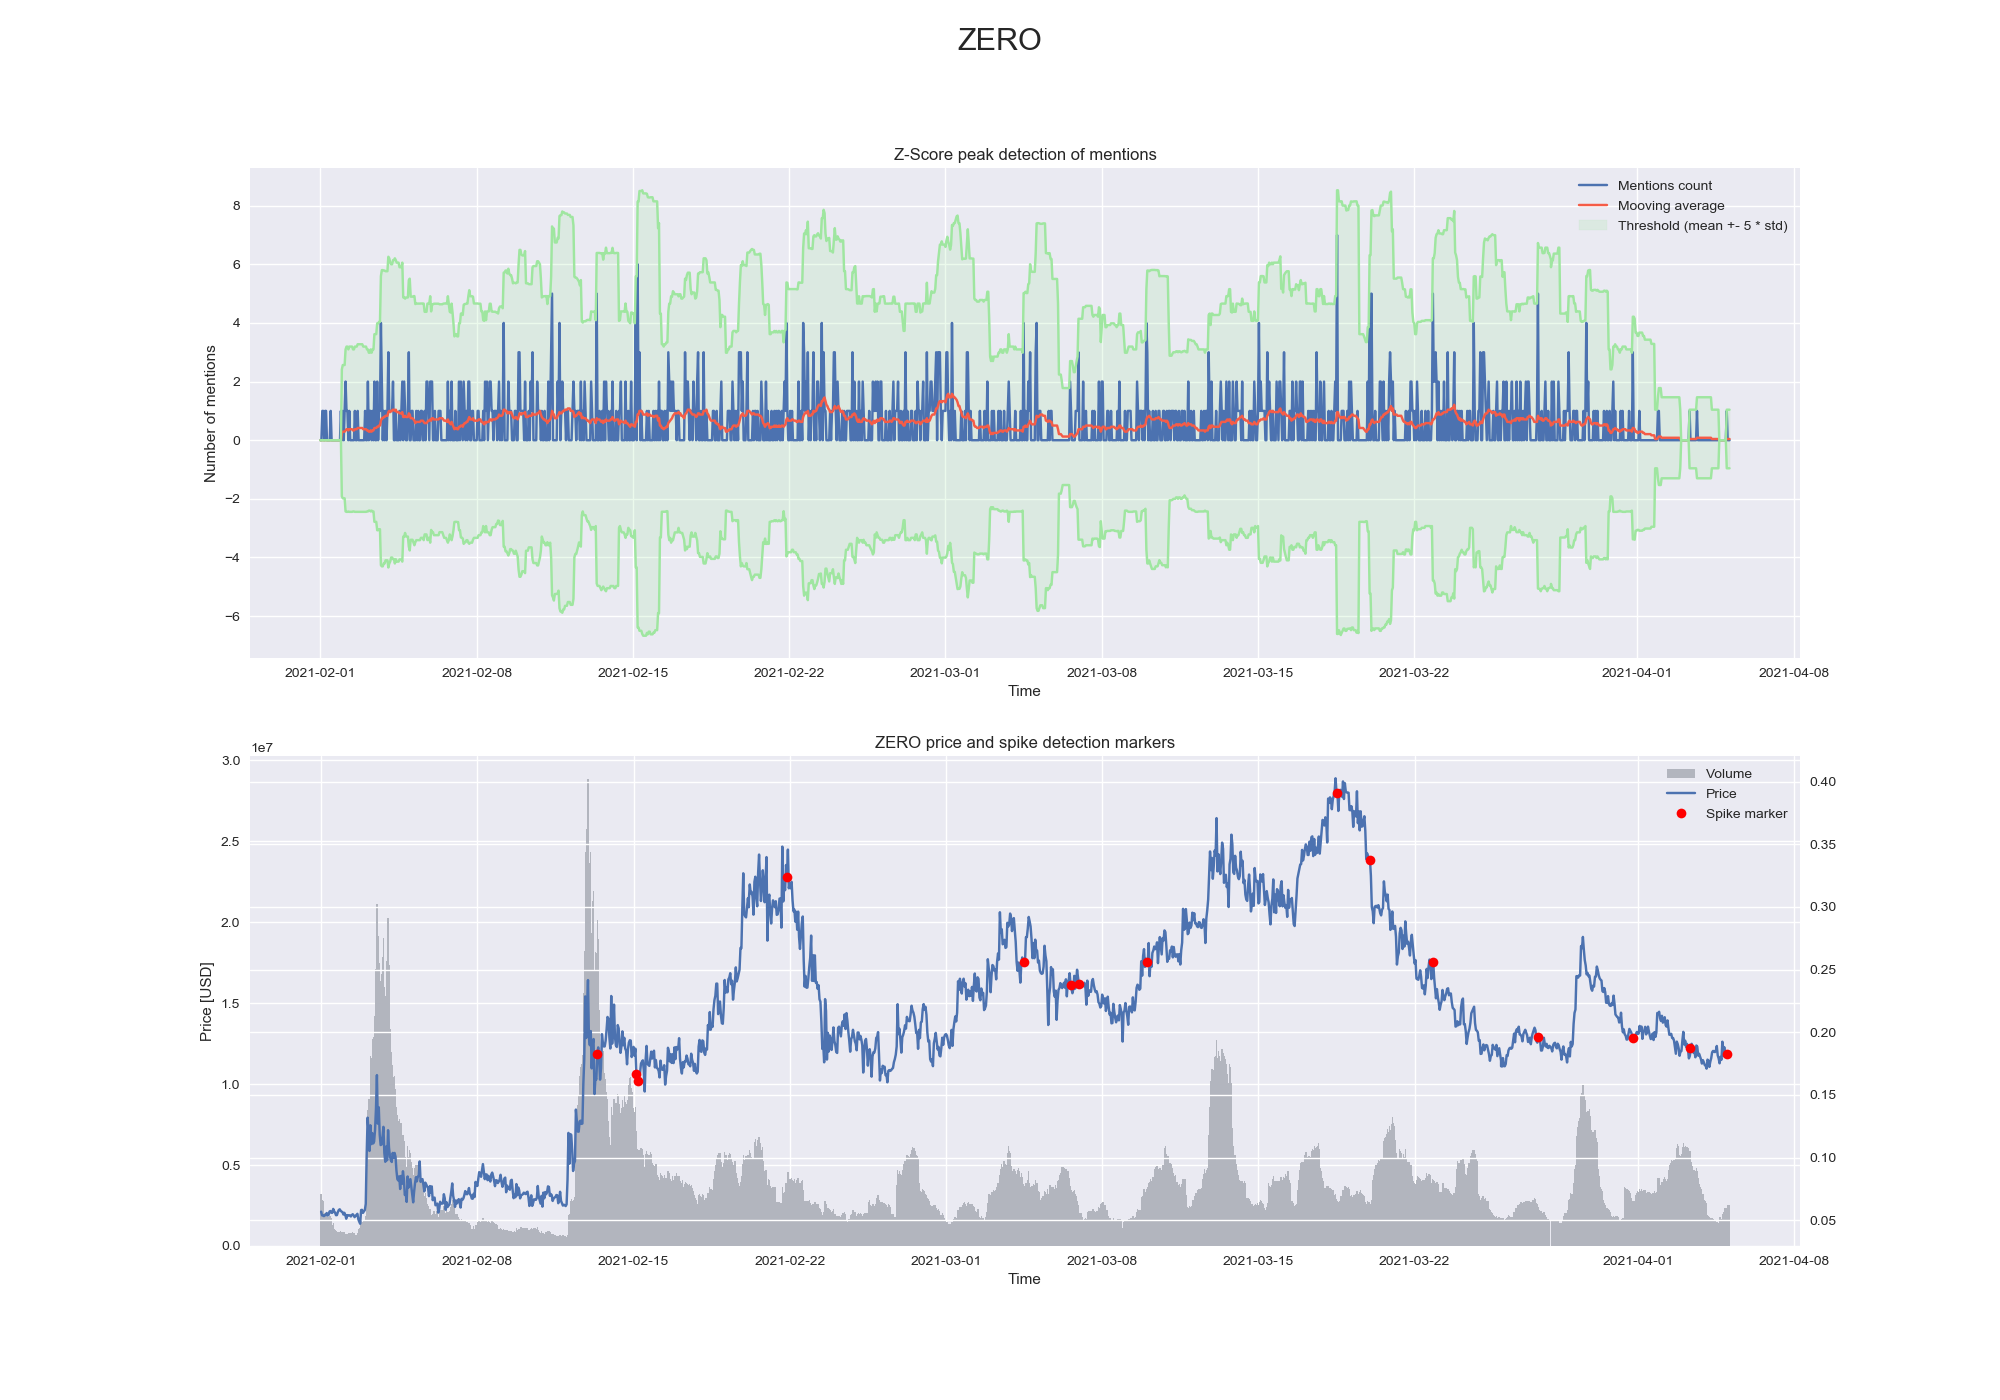 ZERO
Z-Score peak detection of mentions
Mentions count
Mooving average
Threshold (mean +- 5 * std)
Number of mentions
8
6
4
2
0
−2
−4
−6
2021-02-01 2021-02-08 2021-02-15 2021-02-22 2021-03-01 2021-03-08 2021-03-15 2021-03-22 2021-04-01 2021-04-08
Time
ZERO price and spike detection markers
1e7
Volume
Price
Spike marker
Price [USD]
3.0
2.5
2.0
1.5
1.0
0.5
0.0
0.40
0.35
0.30
0.25
0.20
0.15
0.10
0.05
2021-02-01 2021-02-08 2021-02-15 2021-02-22 2021-03-01 2021-03-08 2021-03-15 2021-03-22 2021-04-01 2021-04-08
Time